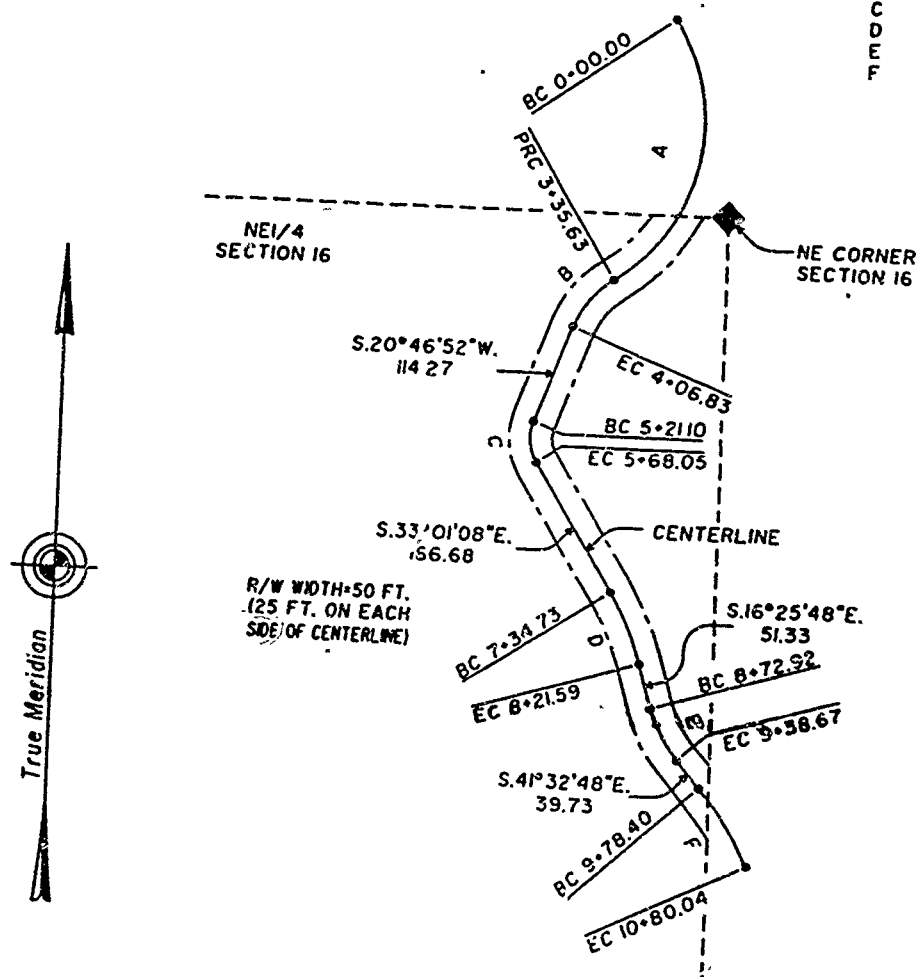 C
D
E
F
BC 0+00.00
A
PRC 3+35.63
NE1/4
SECTION 16
NE CORNER
SECTION 16
B
S.20°46'52"W.
114.27
EC 4+06.83
BC 5+21.10
EC 5+68.05
C
S.33°01'08"E.
CENTERLINE
R/W WIDTH=50 FT.
(25 FT. ON EACH
SIDE OF CENTERLINE)
S.16°25'48"E.
51.33
D
BC 7+34.73
BC 8+72.92
EC 8+21.59
E
EC 9+38.67
S.41°32'48"E.
39.73
BC 9+78.40
F
EC 10+80.04
True Meridian